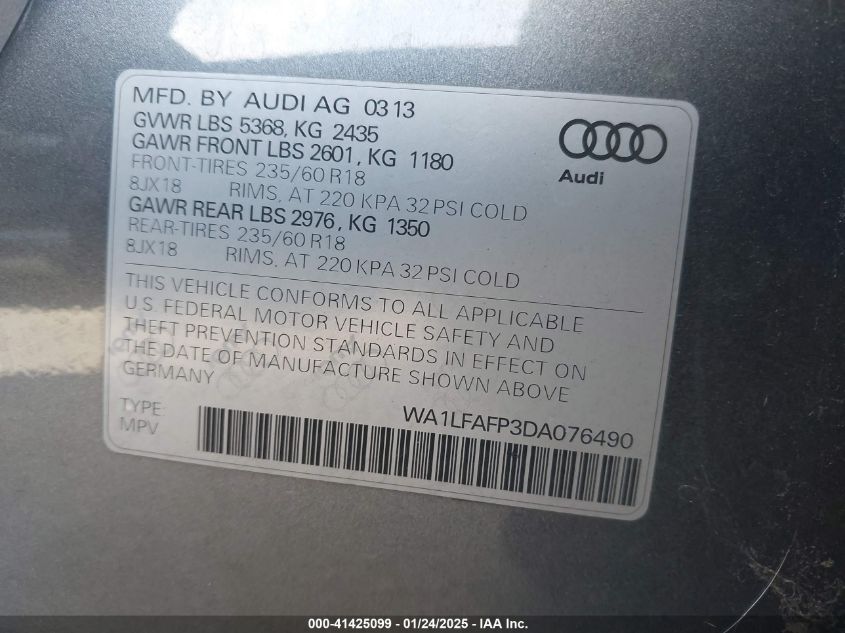 MFD. BY AUDI AG 0313
GVWR LBS 5368, KG 2435
GAWR FRONT LBS 2601, KG 1180
FRONT-TIRES 235/60 R18
8JX18 RIMS, AT 220 KPA 32 PSI COLD
GAWR REAR LBS 2976, KG 1350
REAR-TIRES 235/60 R18
8JX18 RIMS, AT 220 KPA 32 PSI COLD
Audi
THIS VEHICLE CONFORMS TO ALL APPLICABLE
U.S. FEDERAL MOTOR VEHICLE SAFETY AND
THEFT PREVENTION STANDARDS IN EFFECT ON
THE DATE OF MANUFACTURE SHOWN ABOVE
GERMANY
TYPE:
MPV
WA1LFAFP3DA076490
000-41425099 | 01/24/2025 - IAA Inc.